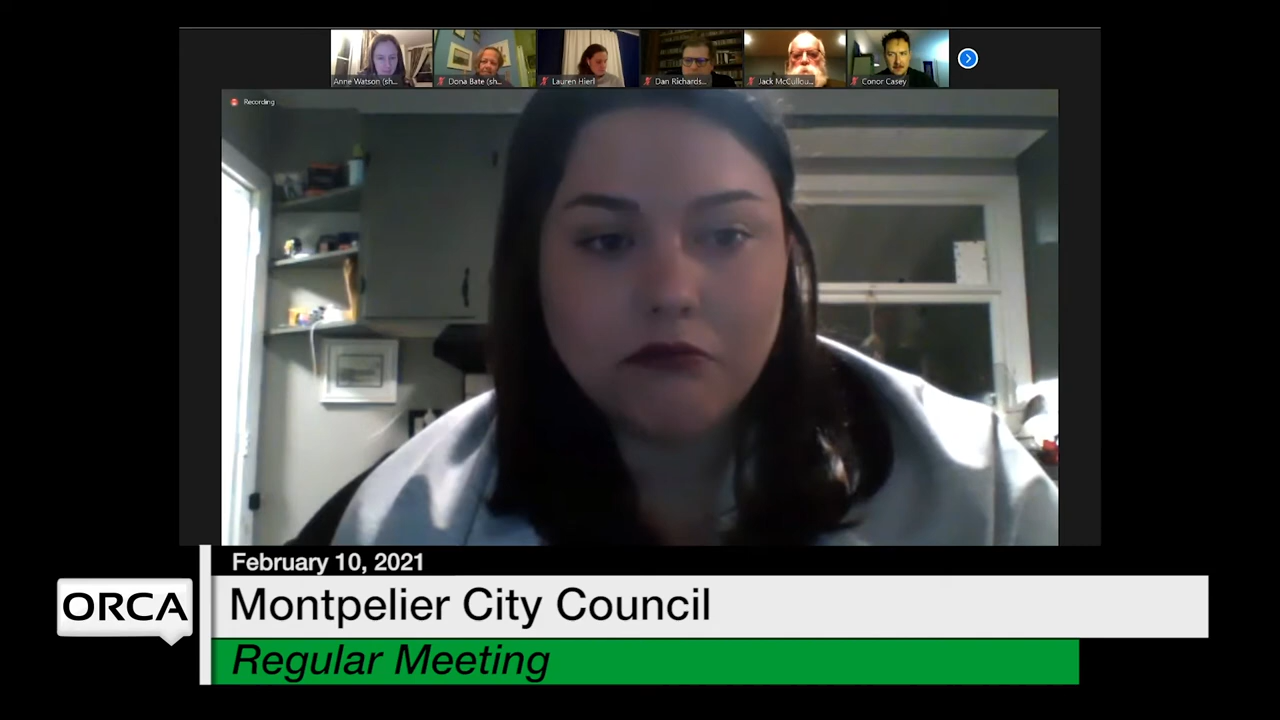 Anne Watson (sh...
Dona Bate (sh...
Lauren Hierl
Dan Richards...
Jack McCullou...
Conor Casey
Recording
February 10, 2021
ORCA
Montpelier City Council
Regular Meeting